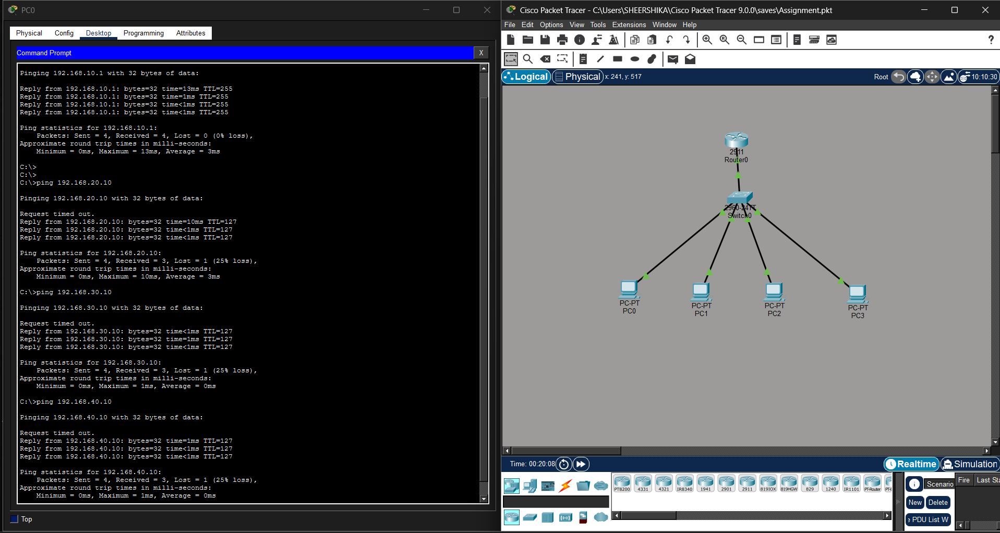 PC0
Physical Config Desktop Programming Attributes
Command Prompt
X
Pinging 192.168.10.1 with 32 bytes of data:
Reply from 192.168.10.1: bytes=32 time=13ms TTL=255
Reply from 192.168.10.1: bytes=32 time=1ms TTL=255
Reply from 192.168.10.1: bytes=32 time<1ms TTL=255
Reply from 192.168.10.1: bytes=32 time<1ms TTL=255
Ping statistics for 192.168.10.1:
Packets: Sent = 4, Received = 4, Lost = 0 (0% loss),
Approximate round trip times in milli-seconds:
Minimum = 0ms, Maximum = 13ms, Average = 3ms
C:\>
C:\>
C:\>ping 192.168.20.10
Pinging 192.168.20.10 with 32 bytes of data:
Request timed out.
Reply from 192.168.20.10: bytes=32 time=10ms TTL=127
Reply from 192.168.20.10: bytes=32 time<1ms TTL=127
Reply from 192.168.20.10: bytes=32 time<1ms TTL=127
Ping statistics for 192.168.20.10:
Packets: Sent = 4, Received = 3, Lost = 1 (25% loss),
Approximate round trip times in milli-seconds:
Minimum = 0ms, Maximum = 10ms, Average = 3ms
C:\>ping 192.168.30.10
Pinging 192.168.30.10 with 32 bytes of data:
Request timed out.
Reply from 192.168.30.10: bytes=32 time<1ms TTL=127
Reply from 192.168.30.10: bytes=32 time=1ms TTL=127
Reply from 192.168.30.10: bytes=32 time<1ms TTL=127
Ping statistics for 192.168.30.10:
Packets: Sent = 4, Received = 3, Lost = 1 (25% loss),
Approximate round trip times in milli-seconds:
Minimum = 0ms, Maximum = 1ms, Average = 0ms
C:\>ping 192.168.40.10
Pinging 192.168.40.10 with 32 bytes of data:
Request timed out.
Reply from 192.168.40.10: bytes=32 time=1ms TTL=127
Reply from 192.168.40.10: bytes=32 time<1ms TTL=127
Reply from 192.168.40.10: bytes=32 time<1ms TTL=127
Ping statistics for 192.168.40.10:
Packets: Sent = 4, Received = 3, Lost = 1 (25% loss),
Approximate round trip times in milli-seconds:
Minimum = 0ms, Maximum = 1ms, Average = 0ms
Top
Cisco Packet Tracer - C:\Users\SHEERSHIKA\Cisco Packet Tracer 9.0.0\saves\Assignment.pkt
File Edit Options View Tools Extensions Window Help
?
Logical Physical x: 241, y: 517 Root 10:10:30
2911
Router0
2960-24TT
Switch0
PC-PT
PC0
PC-PT
PC1
PC-PT
PC2
PC-PT
PC3
Time: 00:20:08 Realtime Simulation
PT8200 4331 4321 IR8340 1941 2901 2911 819IOX 819HGW 829 1240 IR1101 PT-Router
Scenario
New Delete
e PDU List W
Fire Last Sta